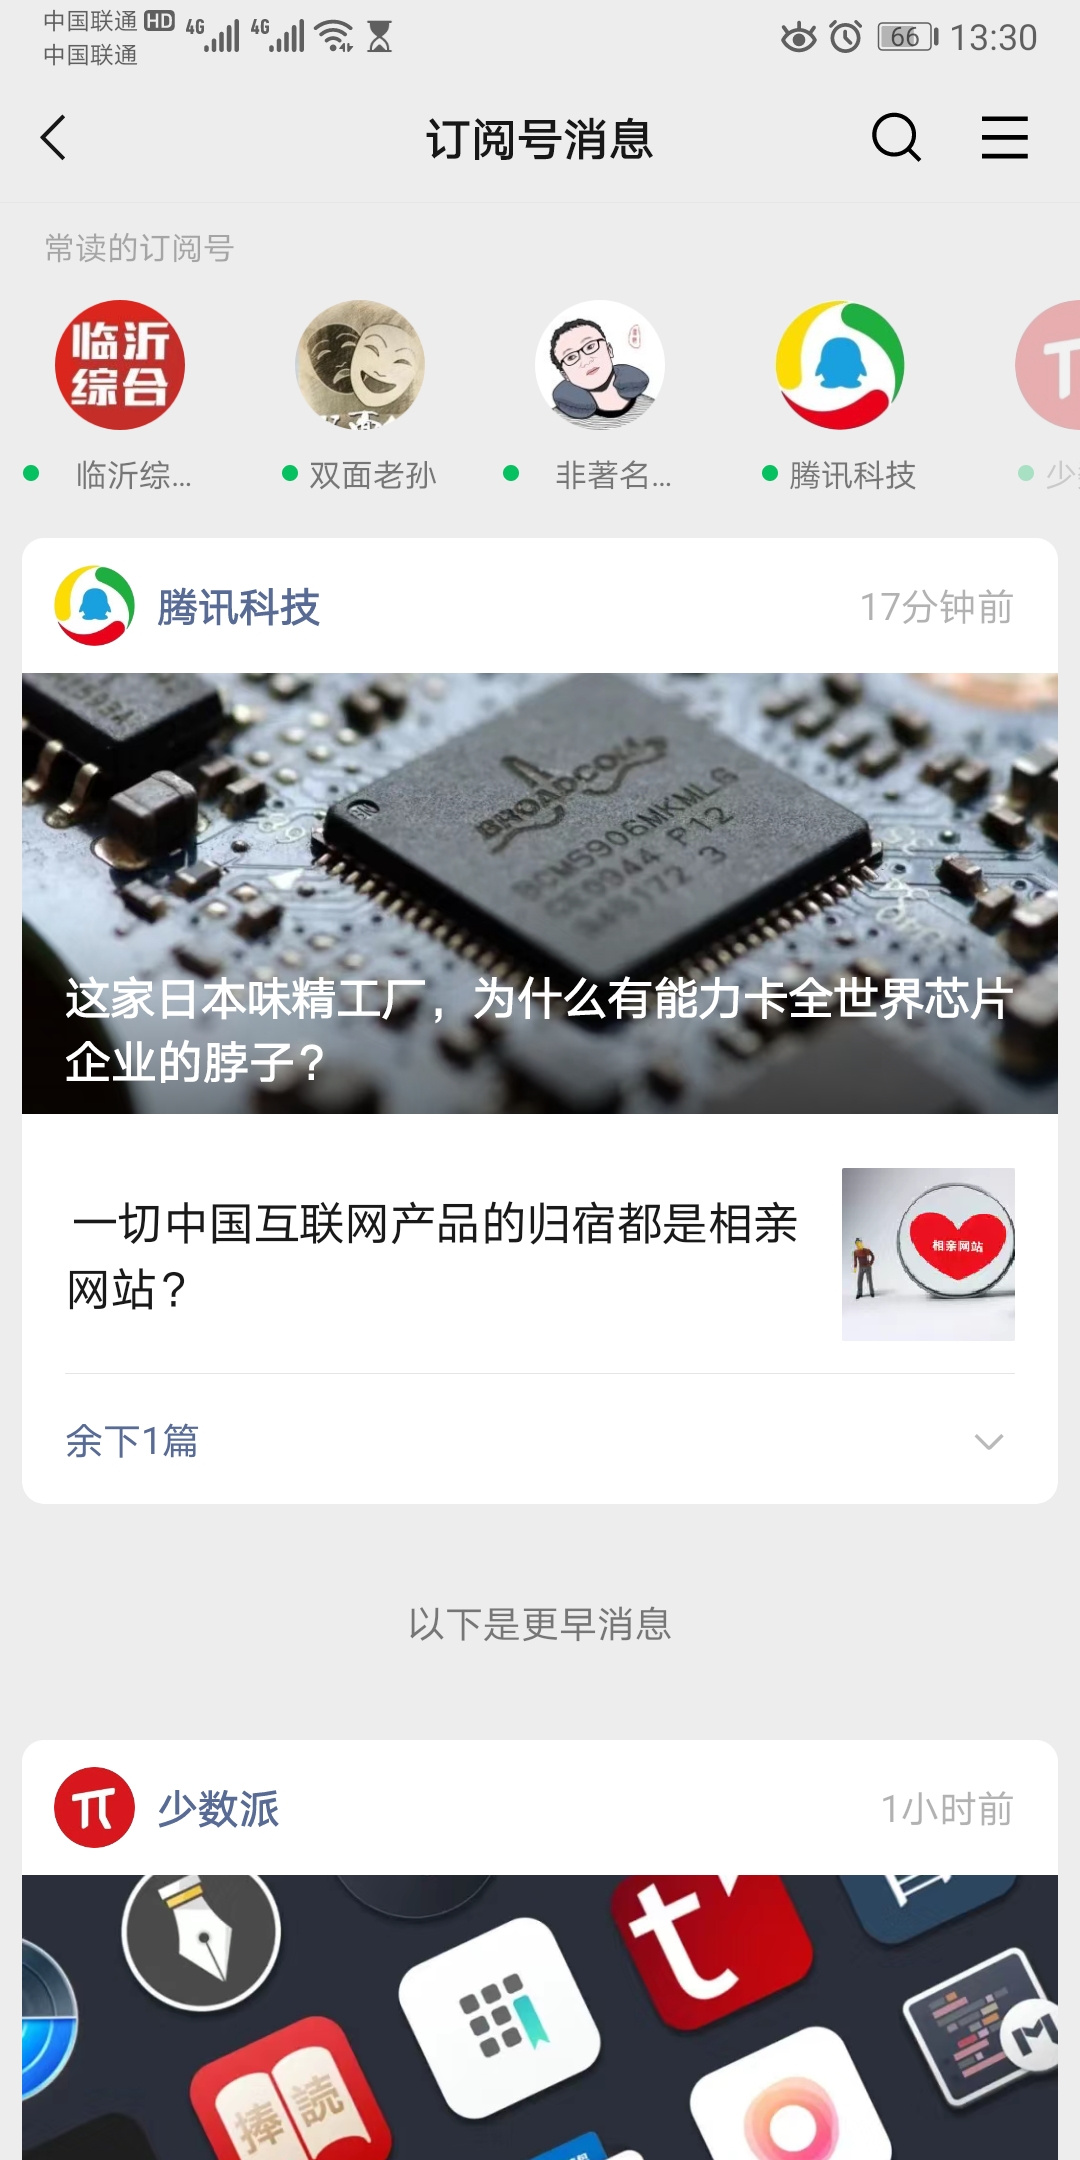 中国联通 HD 4G 4G 66 13:30
中国联通
订阅号消息
常读的订阅号
临沂
综合
临沂综...
双面老孙
非著名...
腾讯科技
腾讯科技
17分钟前
BROADCOM
BCM5906MKMLG
CE0944 P12
3
这家日本味精工厂，为什么有能力卡全世界芯片
企业的脖子？
一切中国互联网产品的归宿都是相亲
网站？
相亲网站
余下1篇
以下是更早消息
少数派
1小时前
t
捧読
M